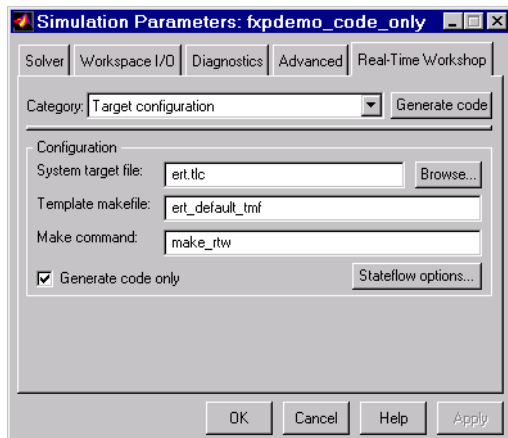 Simulation Parameters: fxpdemo_code_only
Solver Workspace I/O Diagnostics Advanced Real-Time Workshop
Category: Target configuration Generate code
Configuration
System target file: ert.tlc Browse...
Template makefile: ert_default_tmf
Make command: make_rtw
Generate code only Stateflow options...
OK Cancel Help Apply